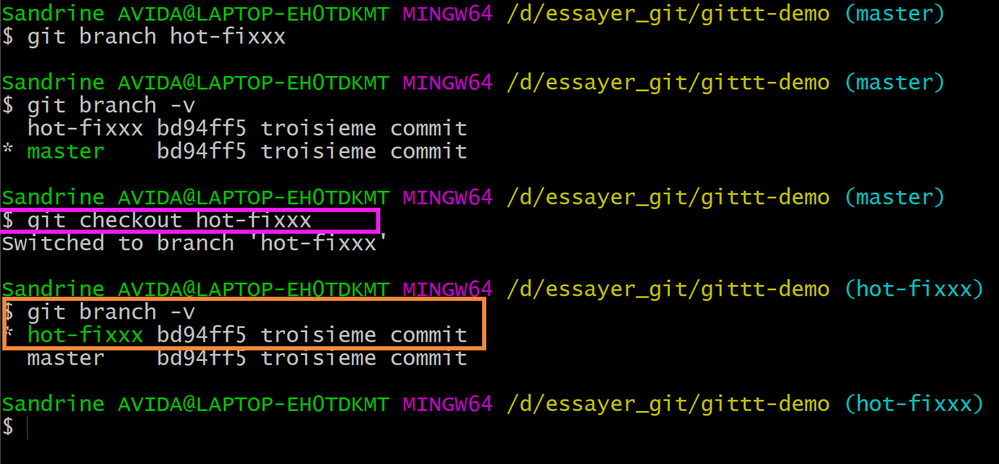 Sandrine AVIDA@LAPTOP-EH0TDKMT MINGW64 /d/essayer_git/gittt-demo (master)
$ git branch hot-fixxx
Sandrine AVIDA@LAPTOP-EH0TDKMT MINGW64 /d/essayer_git/gittt-demo (master)
$ git branch -v
  hot-fixxx bd94ff5 troisieme commit
* master    bd94ff5 troisieme commit
Sandrine AVIDA@LAPTOP-EH0TDKMT MINGW64 /d/essayer_git/gittt-demo (master)
$ git checkout hot-fixxx
Switched to branch 'hot-fixxx'
Sandrine AVIDA@LAPTOP-EH0TDKMT MINGW64 /d/essayer_git/gittt-demo (hot-fixxx)
$ git branch -v
* hot-fixxx bd94ff5 troisieme commit
  master    bd94ff5 troisieme commit
Sandrine AVIDA@LAPTOP-EH0TDKMT MINGW64 /d/essayer_git/gittt-demo (hot-fixxx)
$